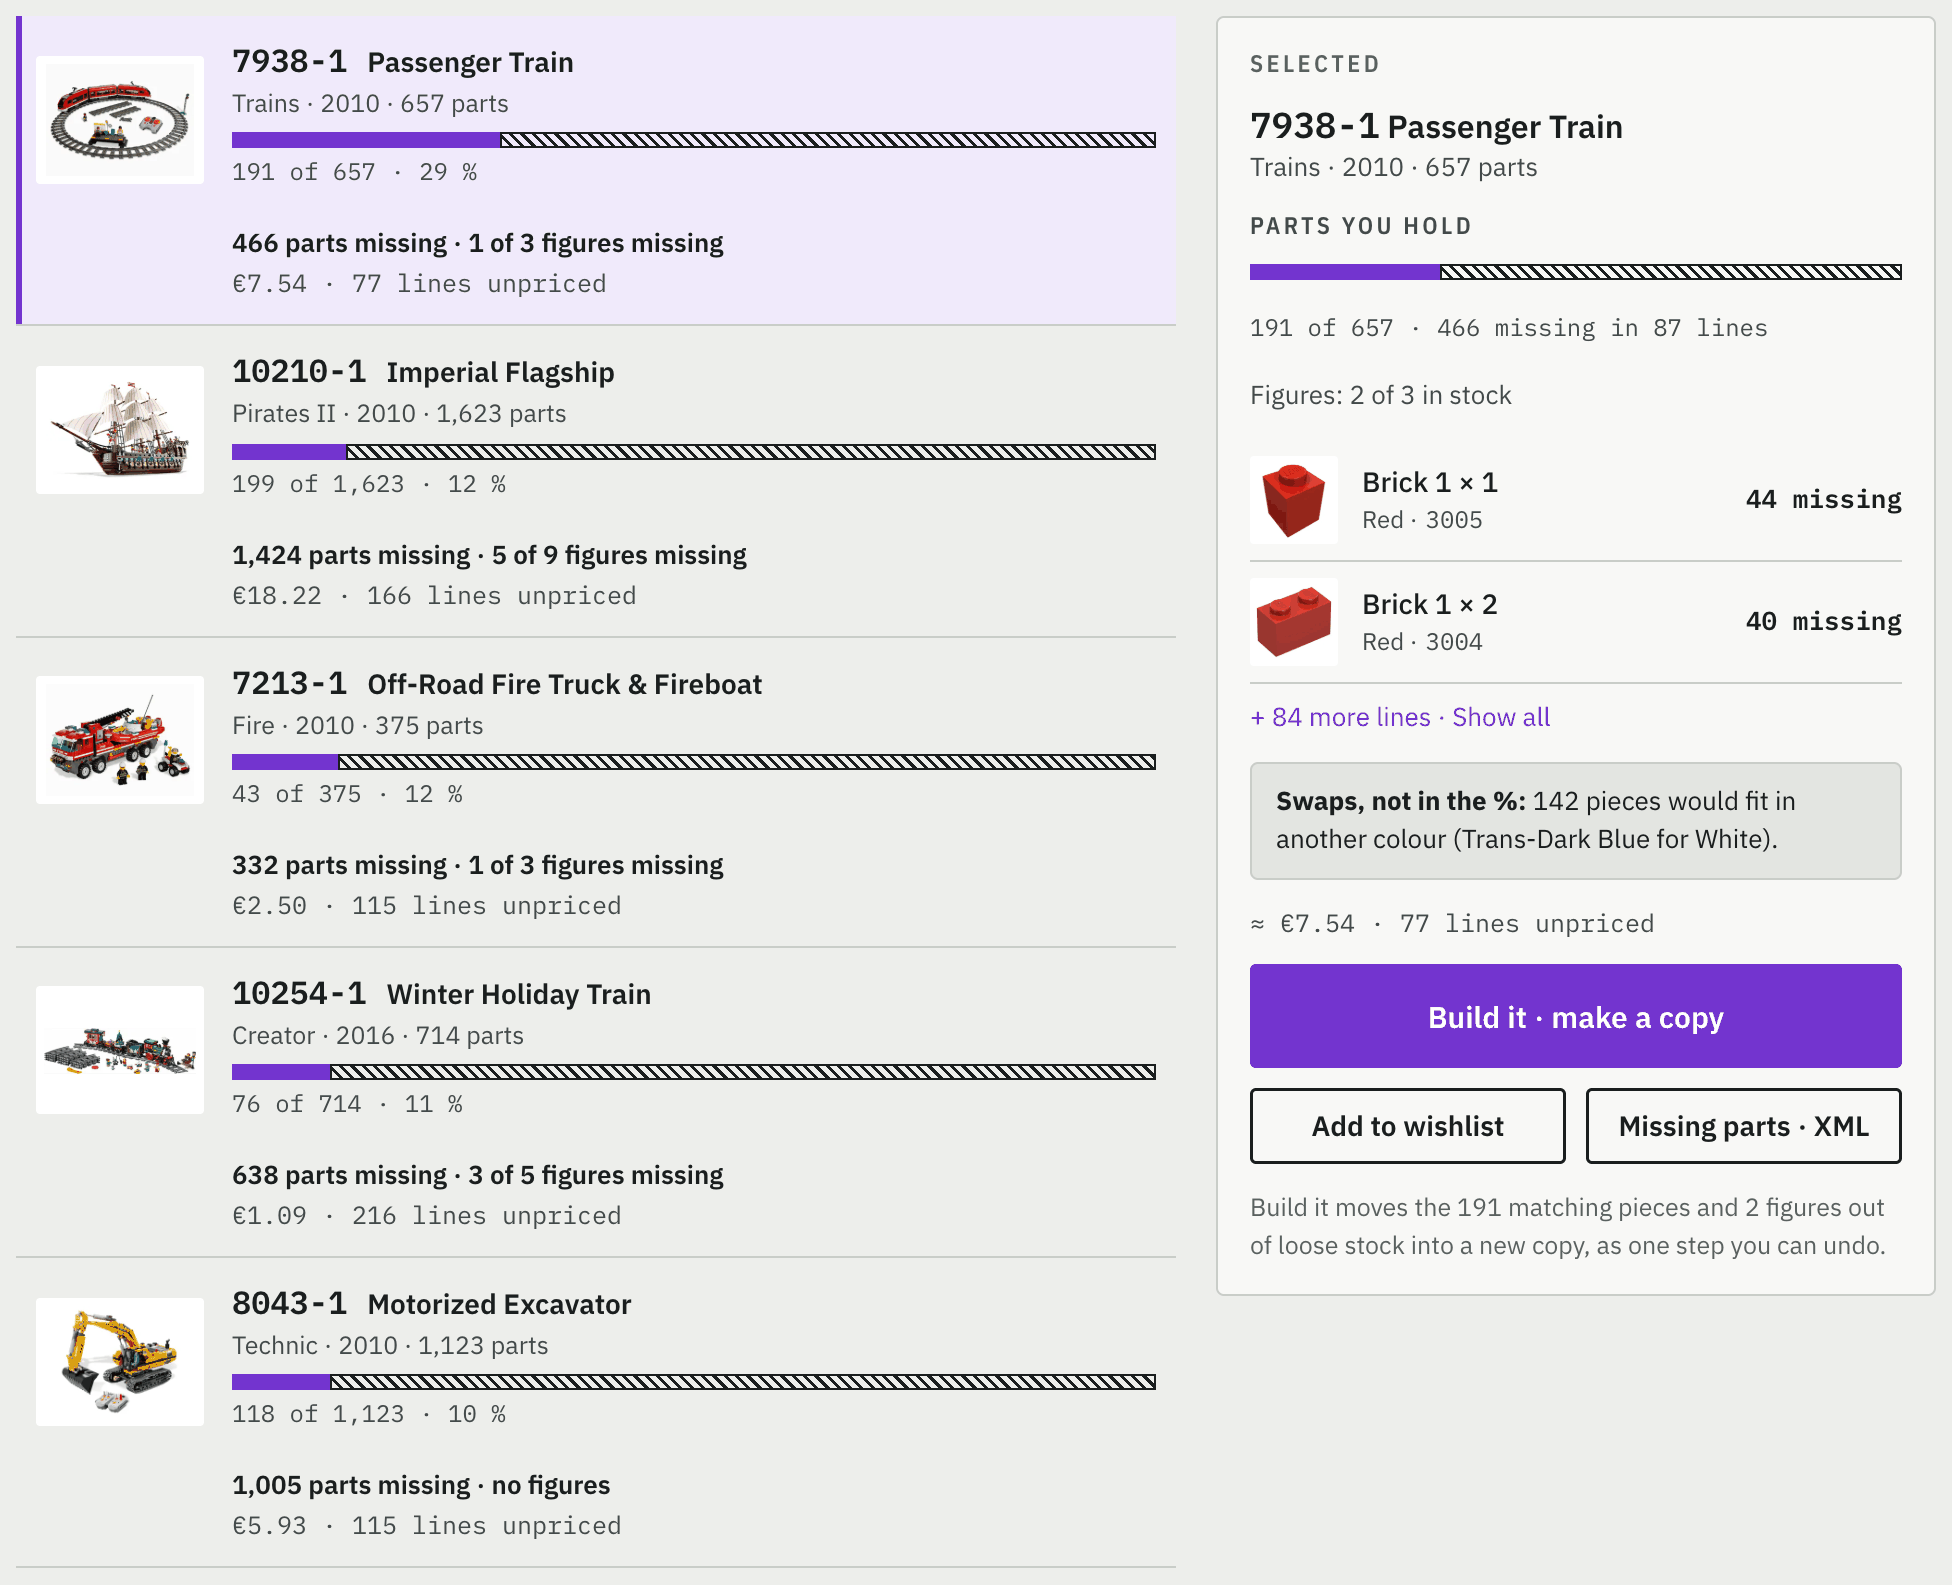 7938-1 Passenger Train
Trains · 2010 · 657 parts
191 of 657 · 29 %
466 parts missing · 1 of 3 figures missing
€7.54 · 77 lines unpriced
10210-1 Imperial Flagship
Pirates II · 2010 · 1,623 parts
199 of 1,623 · 12 %
1,424 parts missing · 5 of 9 figures missing
€18.22 · 166 lines unpriced
7213-1 Off-Road Fire Truck & Fireboat
Fire · 2010 · 375 parts
43 of 375 · 12 %
332 parts missing · 1 of 3 figures missing
€2.50 · 115 lines unpriced
10254-1 Winter Holiday Train
Creator · 2016 · 714 parts
76 of 714 · 11 %
638 parts missing · 3 of 5 figures missing
€1.09 · 216 lines unpriced
8043-1 Motorized Excavator
Technic · 2010 · 1,123 parts
118 of 1,123 · 10 %
1,005 parts missing · no figures
€5.93 · 115 lines unpriced
SELECTED
7938-1 Passenger Train
Trains · 2010 · 657 parts
PARTS YOU HOLD
191 of 657 · 466 missing in 87 lines
Figures: 2 of 3 in stock
Brick 1 × 1
Red · 3005
44 missing
Brick 1 × 2
Red · 3004
40 missing
+ 84 more lines · Show all
Swaps, not in the %: 142 pieces would fit in
another colour (Trans-Dark Blue for White).
≈ €7.54 · 77 lines unpriced
Build it · make a copy
Add to wishlist
Missing parts · XML
Build it moves the 191 matching pieces and 2 figures out
of loose stock into a new copy, as one step you can undo.